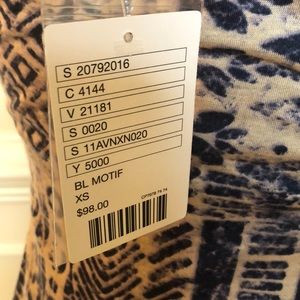 S 20792016
C 4144
V 21181
S 0020
S 11AVNXN020
Y 5000
BL MOTIF
XS
$98.00